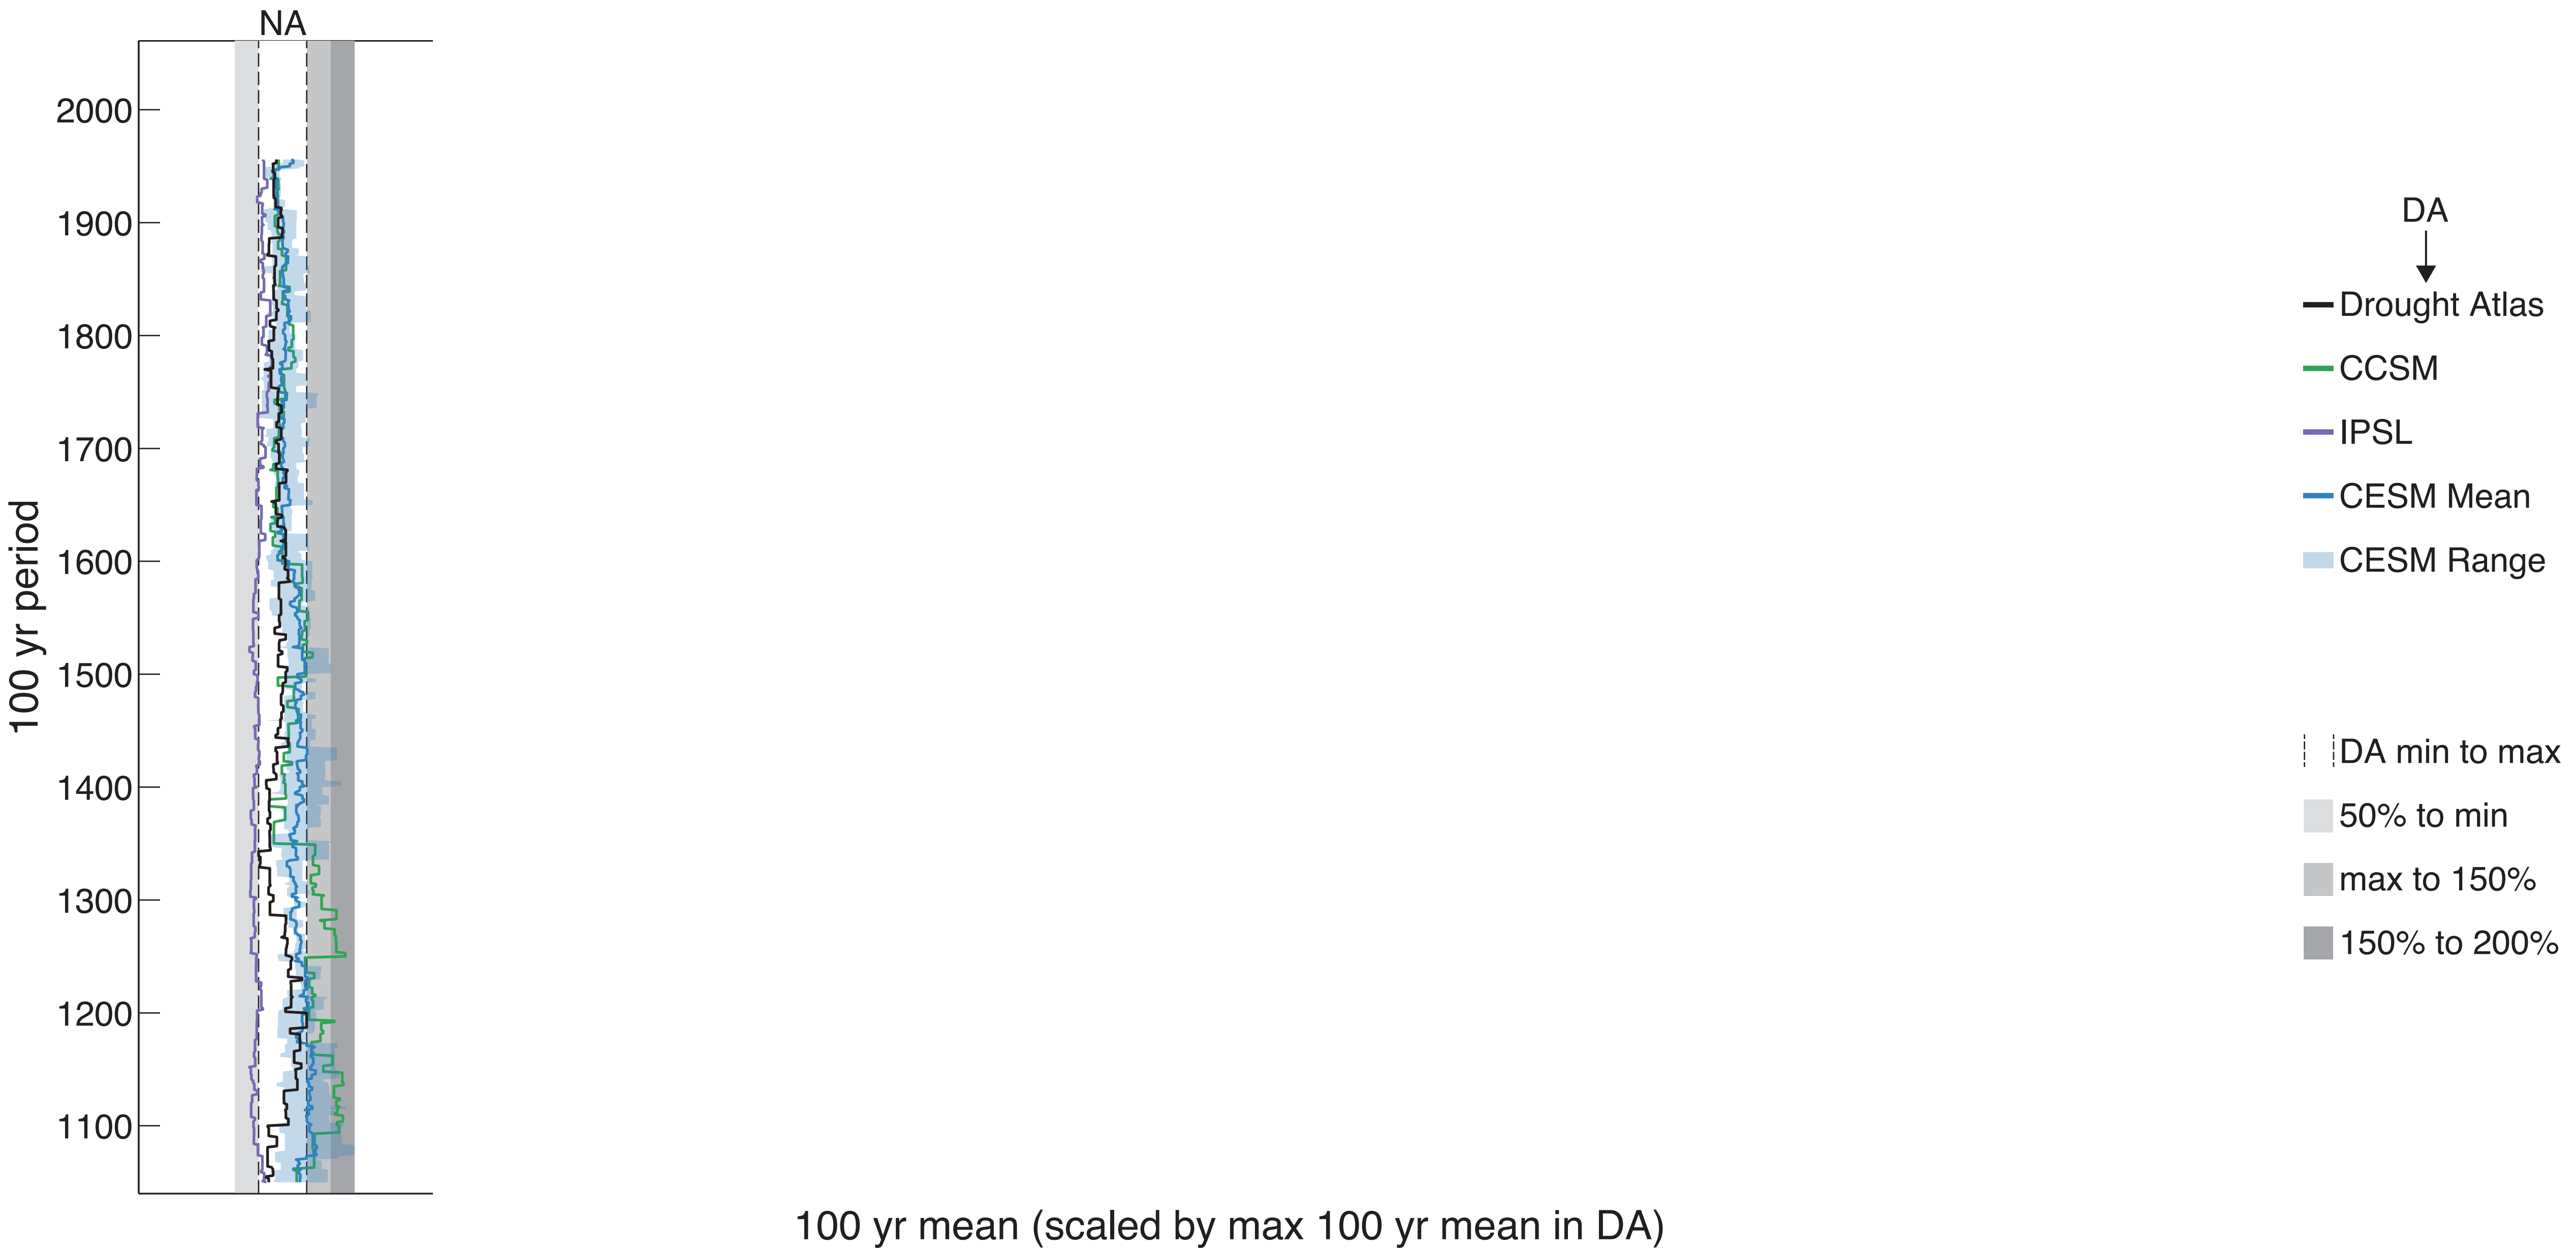 NA
2000
1900
1800
1700
1600
1500
1400
1300
1200
1100
100 yr period
100 yr mean (scaled by max 100 yr mean in DA)
DA
Drought Atlas
CCSM
IPSL
CESM Mean
CESM Range
DA min to max
50% to min
max to 150%
150% to 200%